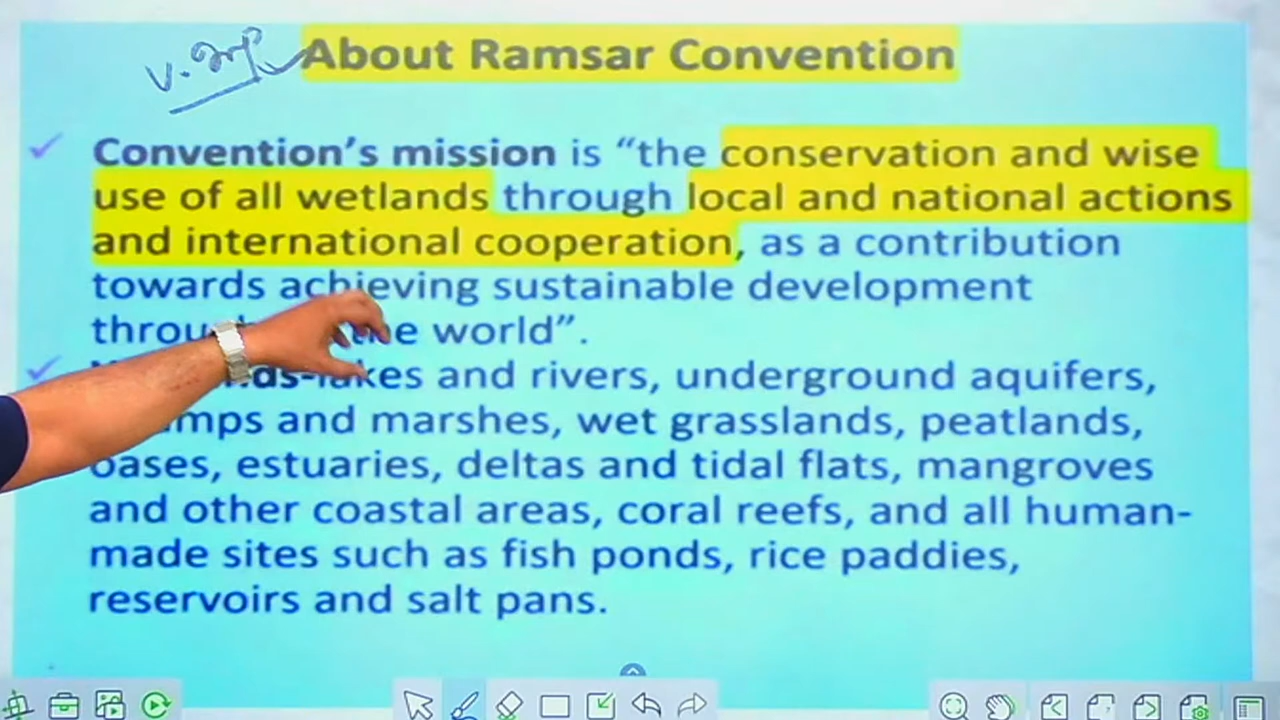 v. Imp
About Ramsar Convention
Convention's mission is “the conservation and wise
use of all wetlands through local and national actions
and international cooperation, as a contribution
towards achieving sustainable development
the world”.
and rivers, underground aquifers,
and marshes, wet grasslands, peatlands,
oases, estuaries, deltas and tidal flats, mangroves
and other coastal areas, coral reefs, and all human-
made sites such as fish ponds, rice paddies,
reservoirs and salt pans.